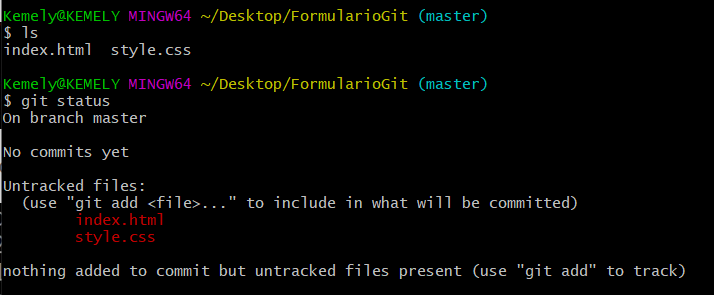 Kemely@KEMELY MINGW64 ~/Desktop/FormularioGit (master)
$ ls
index.html  style.css
Kemely@KEMELY MINGW64 ~/Desktop/FormularioGit (master)
$ git status
On branch master
No commits yet
Untracked files:
  (use "git add <file>..." to include in what will be committed)
        index.html
        style.css
nothing added to commit but untracked files present (use "git add" to track)